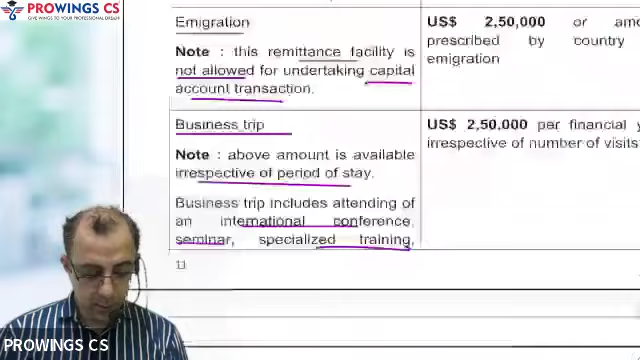 PROWINGS CS
GIVE WINGS TO YOUR PROFESSIONAL GROUP
Emigration
Note : this remittance facility is
not allowed for undertaking capital
account transaction.
US$ 2,50,000 or amo
prescribed by country
emigration
Business trip
Note : above amount is available
irrespective of period of stay.
Business trip includes attending of
an international conference,
seminar, specialized training,
US$ 2,50,000 per financial y
irrespective of number of visits
11
PROWINGS CS